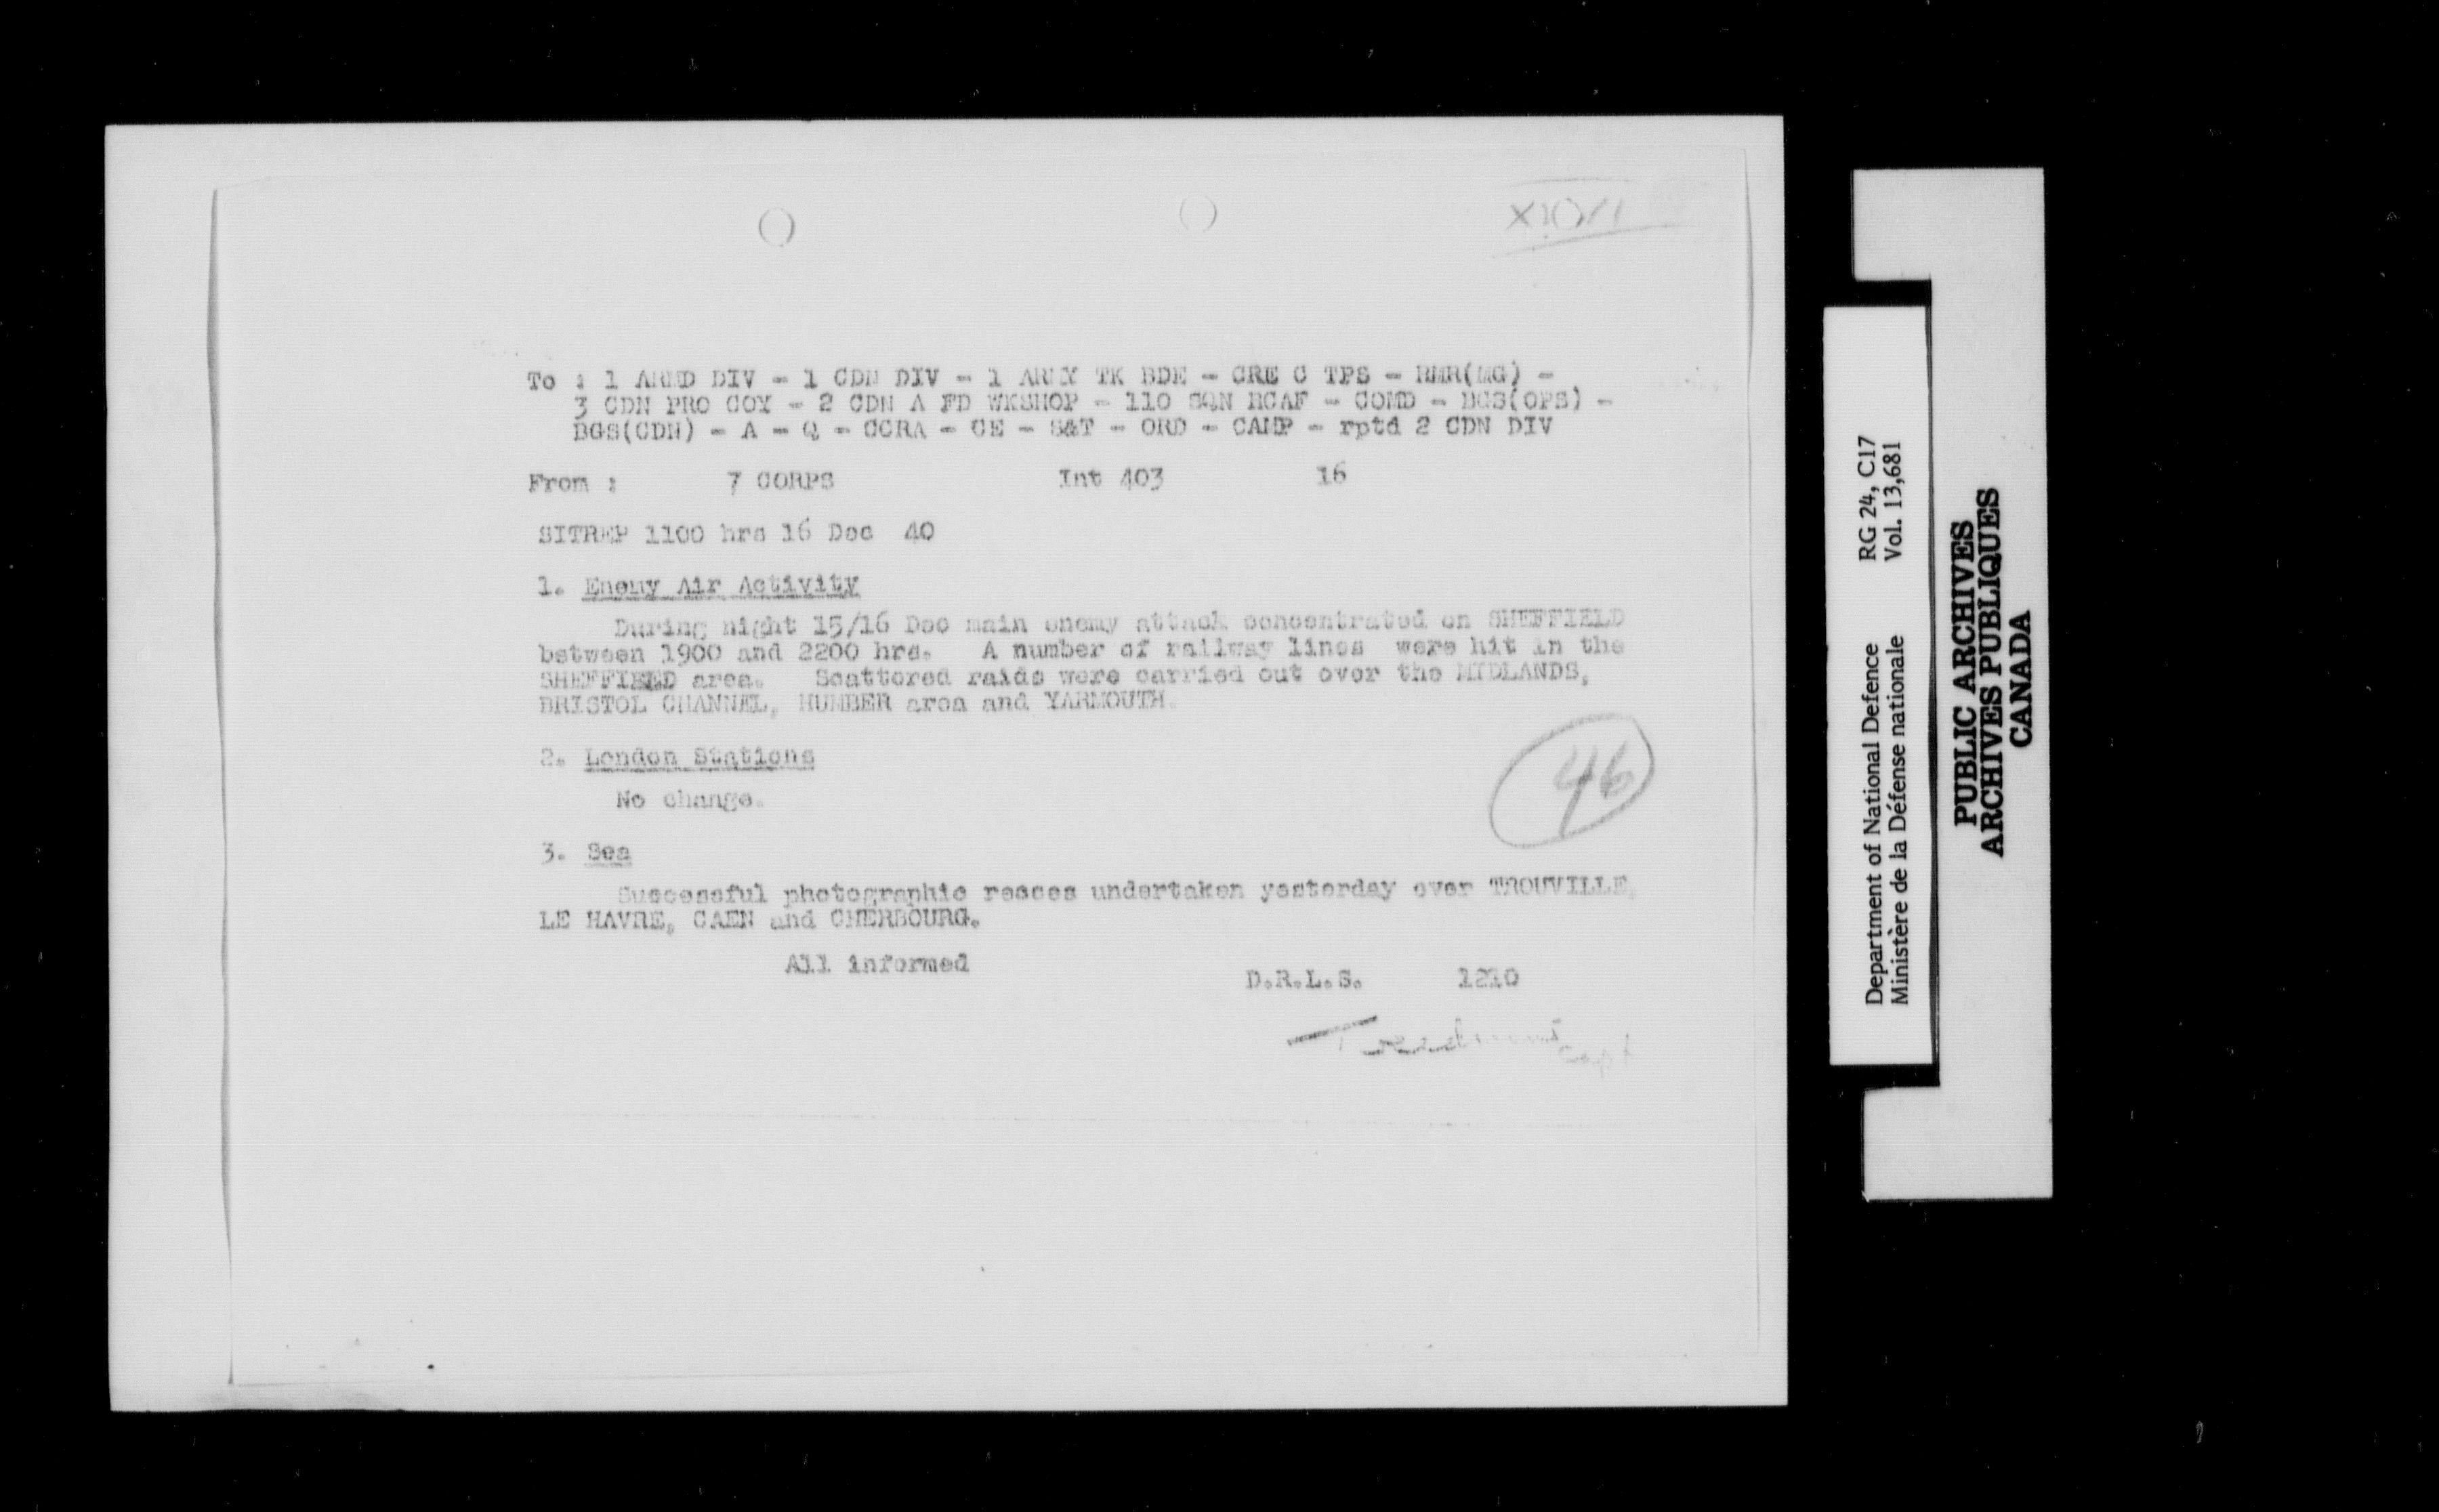 To : 1 ARMD DIV - 1 CDN DIV - 1 ARMY TK BDE - CRE C TPS - RMR(MG) -
3 CDN PRO COY - 2 CDN A FD WKSHOP - 110 SQN RCAF - COMD - BGS(OPS) -
BGS(CDN) - A - Q - CCRA - CE - S&T - ORD - CAMP - rptd 2 CDN DIV
From : 7 CORPS Int 403 16
SITREP 1100 hrs 16 Dec 40
1. Enemy Air Activity
During night 15/16 Dec main enemy attack concentrated on SHEFFIELD
between 1900 and 2200 hrs. A number of railway lines were hit in the
SHEFFIELD area. Scattered raids were carried out over the MIDLANDS,
BRISTOL CHANNEL, HUMBER area and YARMOUTH.
2. London Stations
No change.
46
3. Sea
Successful photographic recces undertaken yesterday over TROUVILLE,
LE HAVRE, CAEN and CHERBOURG.
All informed
D.R.L.S. 1210
Department of National Defence RG 24, C17
Ministère de la Défense nationale Vol. 13,681
PUBLIC ARCHIVES
ARCHIVES PUBLIQUES
CANADA